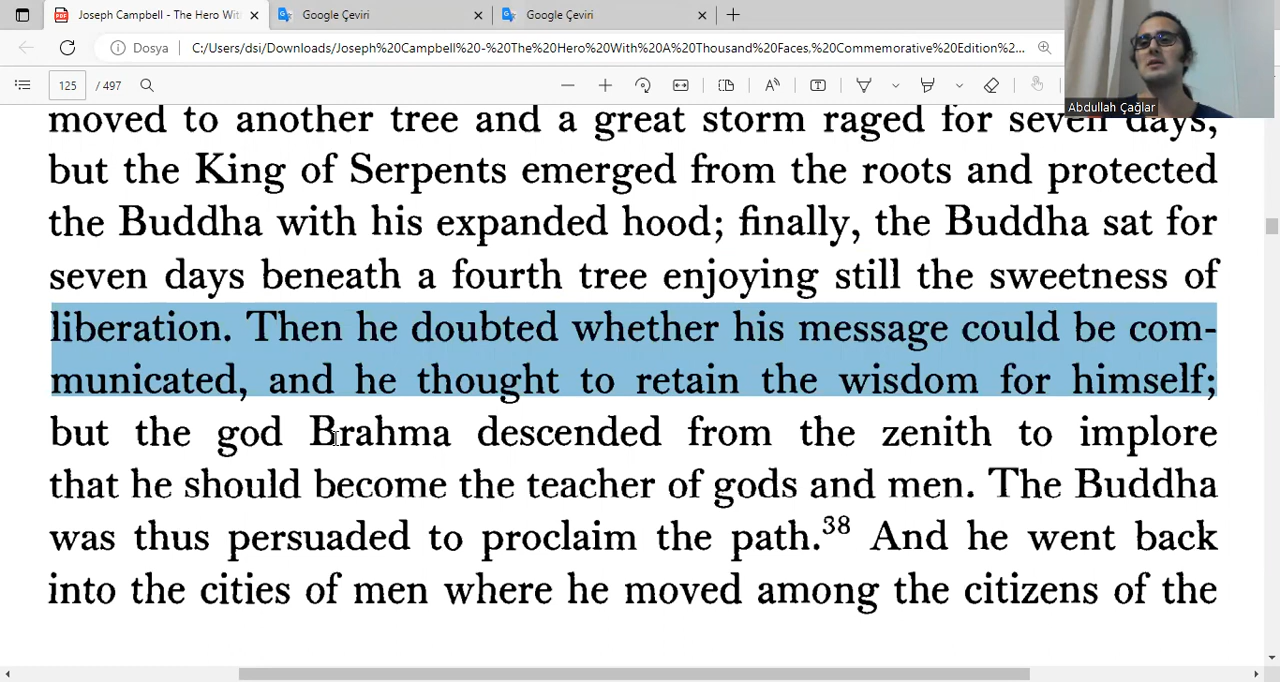 Joseph Campbell - The Hero Wit
Google Çeviri
Google Çeviri
Dosya
C:/Users/dsi/Downloads/Joseph%20Campbell%20-%20The%20Hero%20With%20A%20Thousand%20Faces,%20Commemorative%20Edition%20...
125 / 497
Abdullah Çağlar
moved to another tree and a great storm raged for seven days,
but the King of Serpents emerged from the roots and protected
the Buddha with his expanded hood; finally, the Buddha sat for
seven days beneath a fourth tree enjoying still the sweetness of
liberation. Then he doubted whether his message could be com-
municated, and he thought to retain the wisdom for himself;
but the god Brahma descended from the zenith to implore
that he should become the teacher of gods and men. The Buddha
was thus persuaded to proclaim the path.38 And he went back
into the cities of men where he moved among the citizens of the